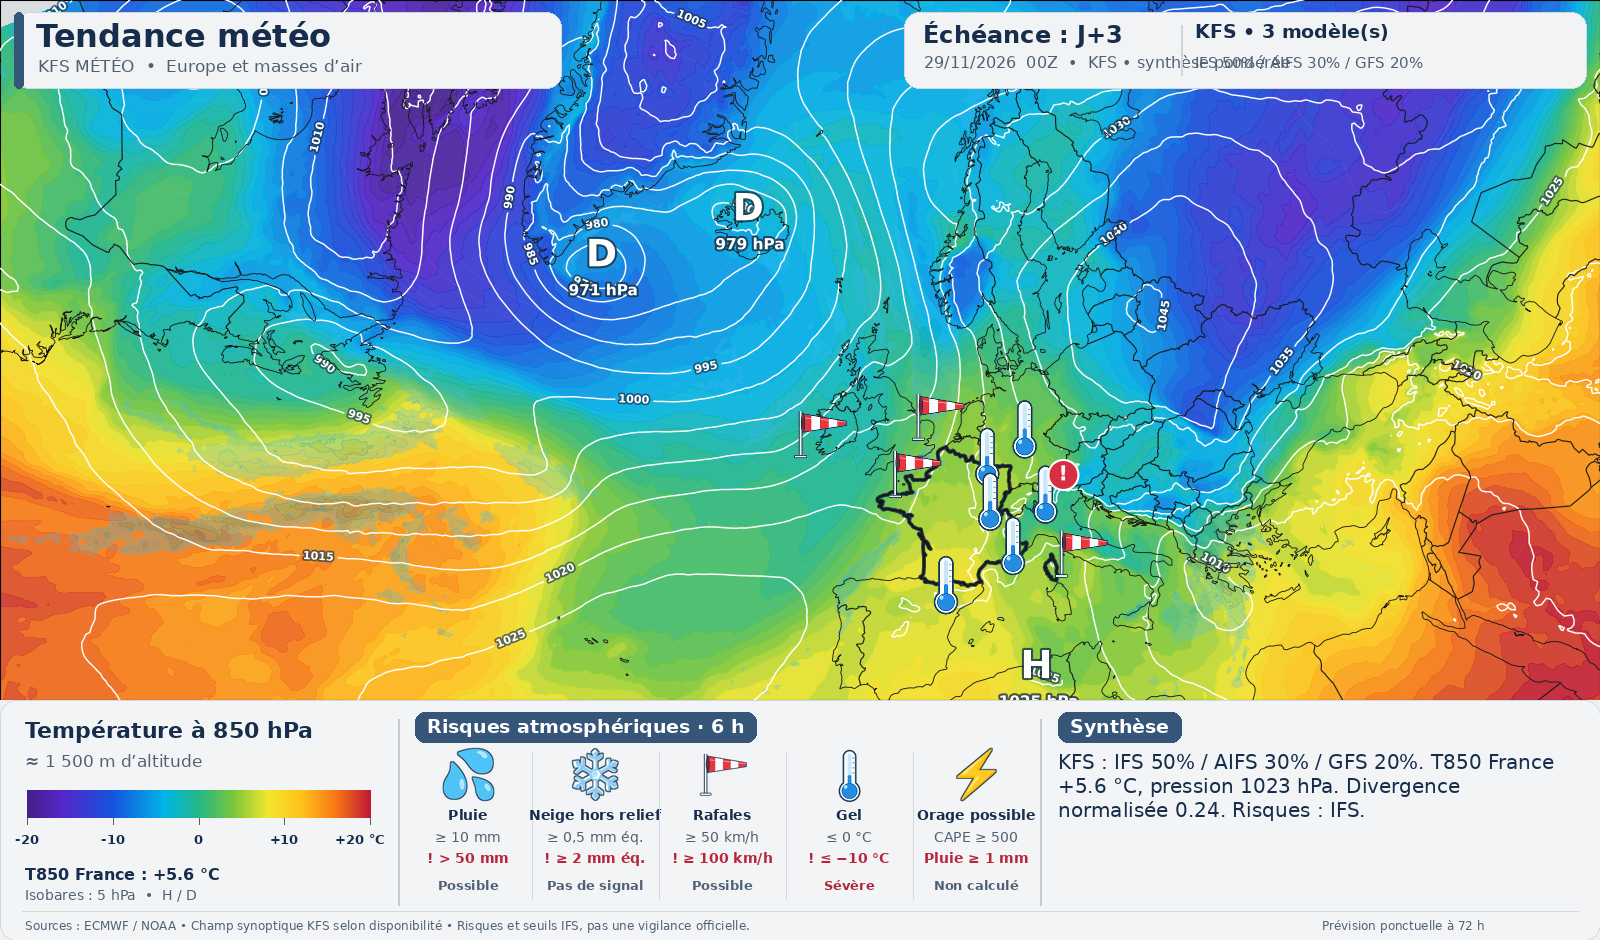 Tendance météo
KFS MÉTÉO • Europe et masses d’air
Échéance : J+3
29/11/2026 00Z • KFS • synthèse pondérée
KFS • 3 modèle(s)
IFS 50% / AIFS 30% / GFS 20%
1005
1010
990
980
985
D
971 hPa
D
979 hPa
1030
1040
1045
1035
1025
1020
1010
990
995
995
1000
1015
1020
1025
!
H
1025 hPa
Température à 850 hPa
≈ 1 500 m d’altitude
-20 -10 0 +10 +20 °C
T850 France : +5.6 °C
Isobares : 5 hPa • H / D
Risques atmosphériques · 6 h
Pluie
≥ 10 mm
! > 50 mm
Possible
Neige hors relief
≥ 0,5 mm éq.
! ≥ 2 mm éq.
Pas de signal
Rafales
≥ 50 km/h
! ≥ 100 km/h
Possible
Gel
≤ 0 °C
! ≤ −10 °C
Sévère
Orage possible
CAPE ≥ 500
Pluie ≥ 1 mm
Non calculé
Synthèse
KFS : IFS 50% / AIFS 30% / GFS 20%. T850 France
+5.6 °C, pression 1023 hPa. Divergence
normalisée 0.24. Risques : IFS.
Sources : ECMWF / NOAA • Champ synoptique KFS selon disponibilité • Risques et seuils IFS, pas une vigilance officielle.
Prévision ponctuelle à 72 h